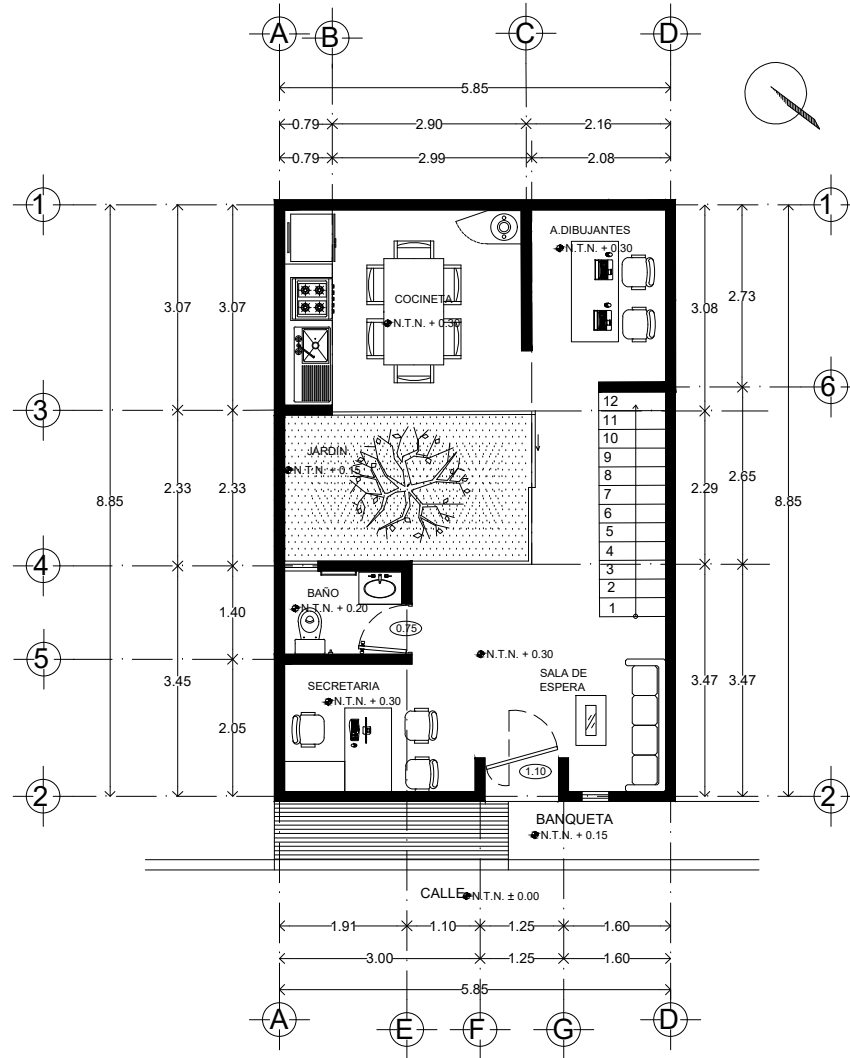 A
B
C
D
5.85
0.79
2.90
2.16
0.79
2.99
2.08
1
1
A.DIBUJANTES
N.T.N. + 0.30
COCINETA
N.T.N. + 0.30
3.07
3.07
3.08
2.73
6
3
12
11
10
9
8
7
6
5
4
3
2
1
JARDIN
N.T.N. + 0.15
8.85
2.33
2.33
2.29
2.65
8.85
4
BAÑO
N.T.N. + 0.20
0.75
1.40
5
N.T.N. + 0.30
SALA DE
ESPERA
3.45
3.47
3.47
SECRETARIA
N.T.N. + 0.30
2.05
1.10
2
2
BANQUETA
N.T.N. + 0.15
CALLE
N.T.N. ± 0.00
1.91
1.10
1.25
1.60
3.00
1.25
1.60
5.85
A
E
F
G
D